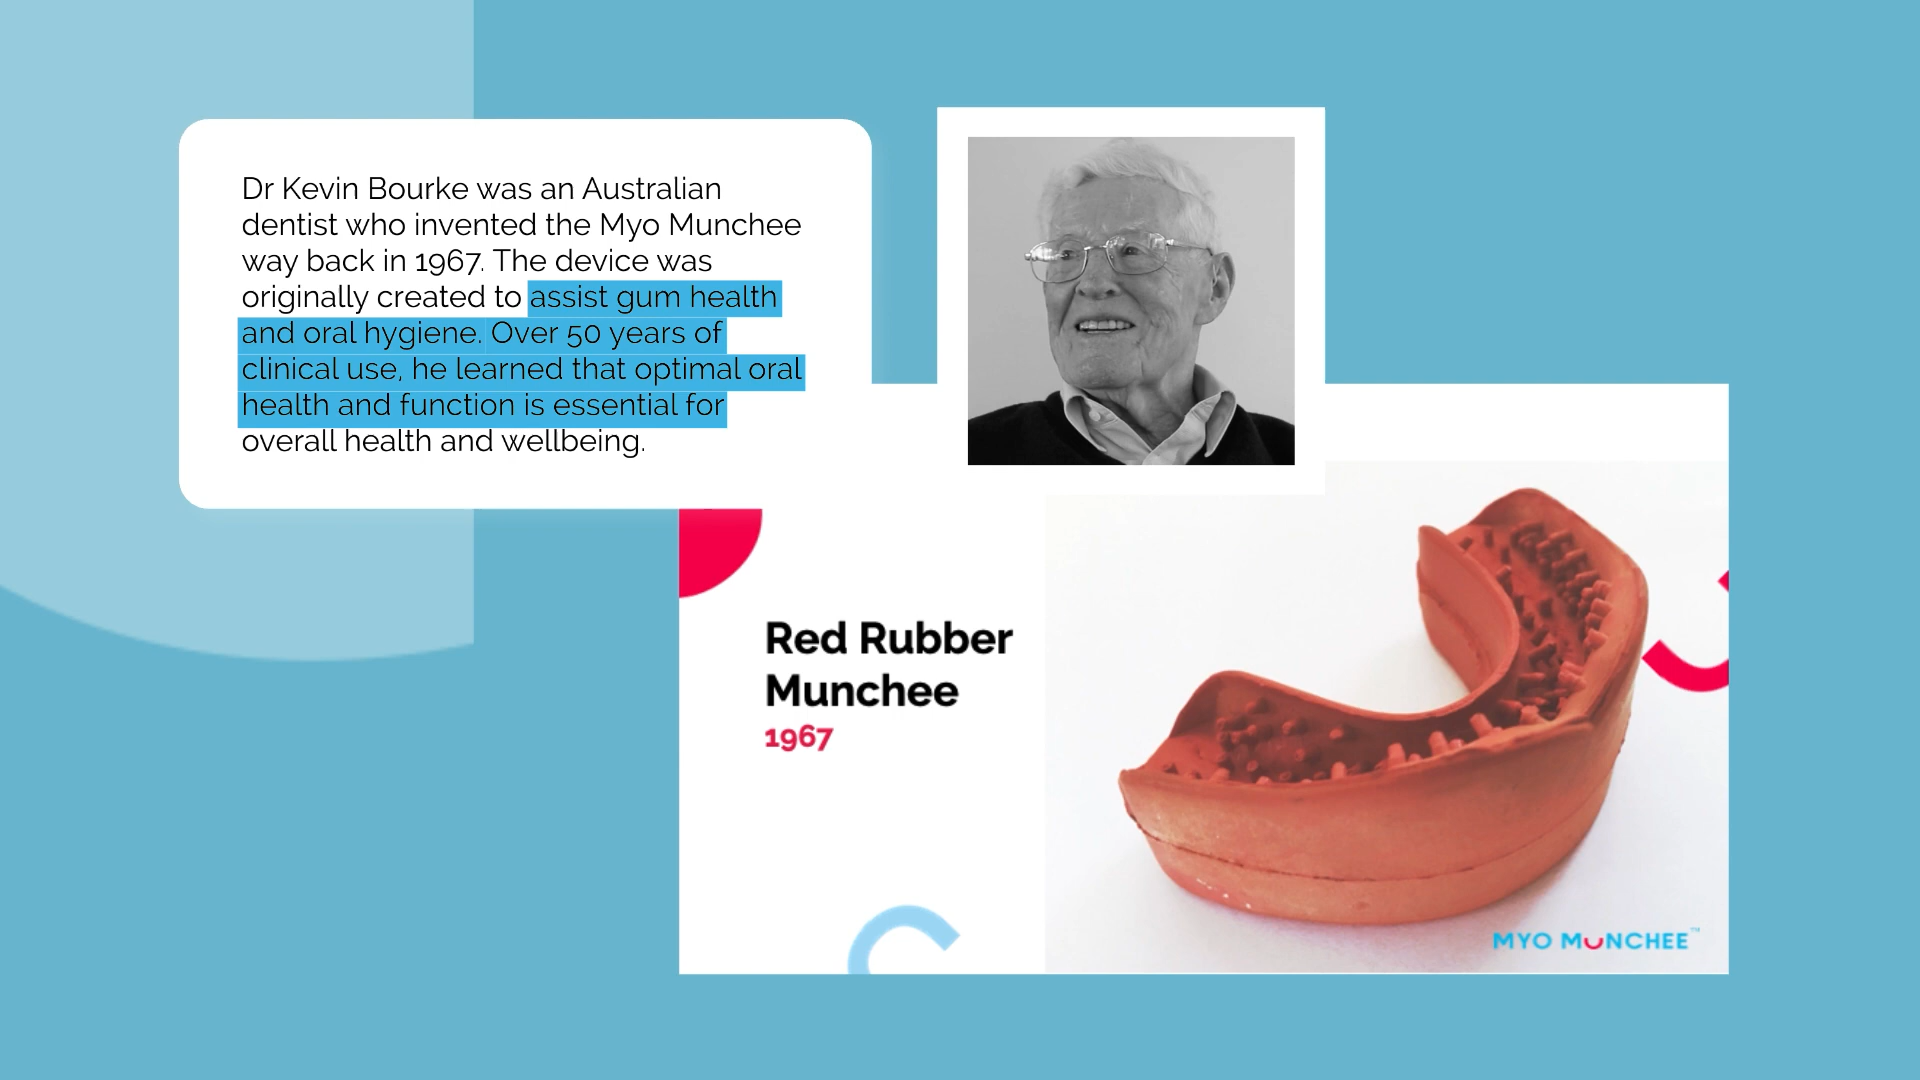 Dr Kevin Bourke was an Australian
dentist who invented the Myo Munchee
way back in 1967. The device was
originally created to assist gum health
and oral hygiene. Over 50 years of
clinical use, he learned that optimal oral
health and function is essential for
overall health and wellbeing.
Red Rubber
Munchee
1967
MYO MUNCHEE™